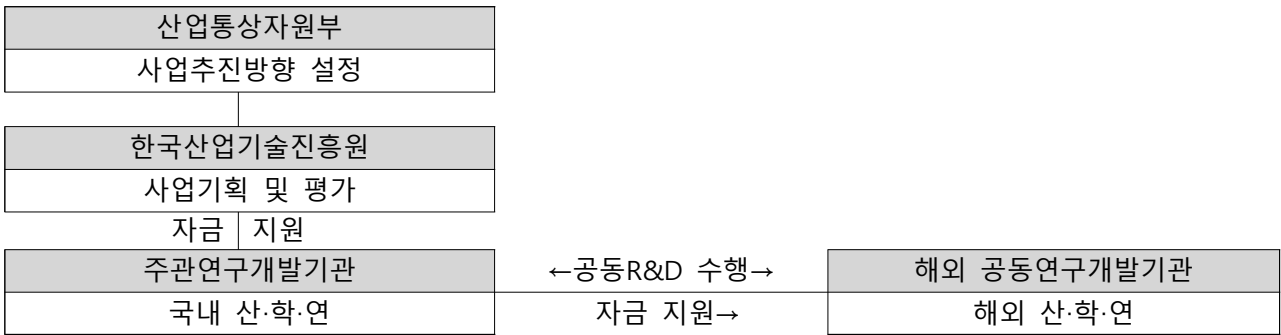 산업통상자원부
사업추진방향 설정
한국산업기술진흥원
사업기획 및 평가
자금 지원
주관연구개발기관 ←공동R&D 수행→ 해외 공동연구개발기관
국내 산·학·연 자금 지원→ 해외 산·학·연